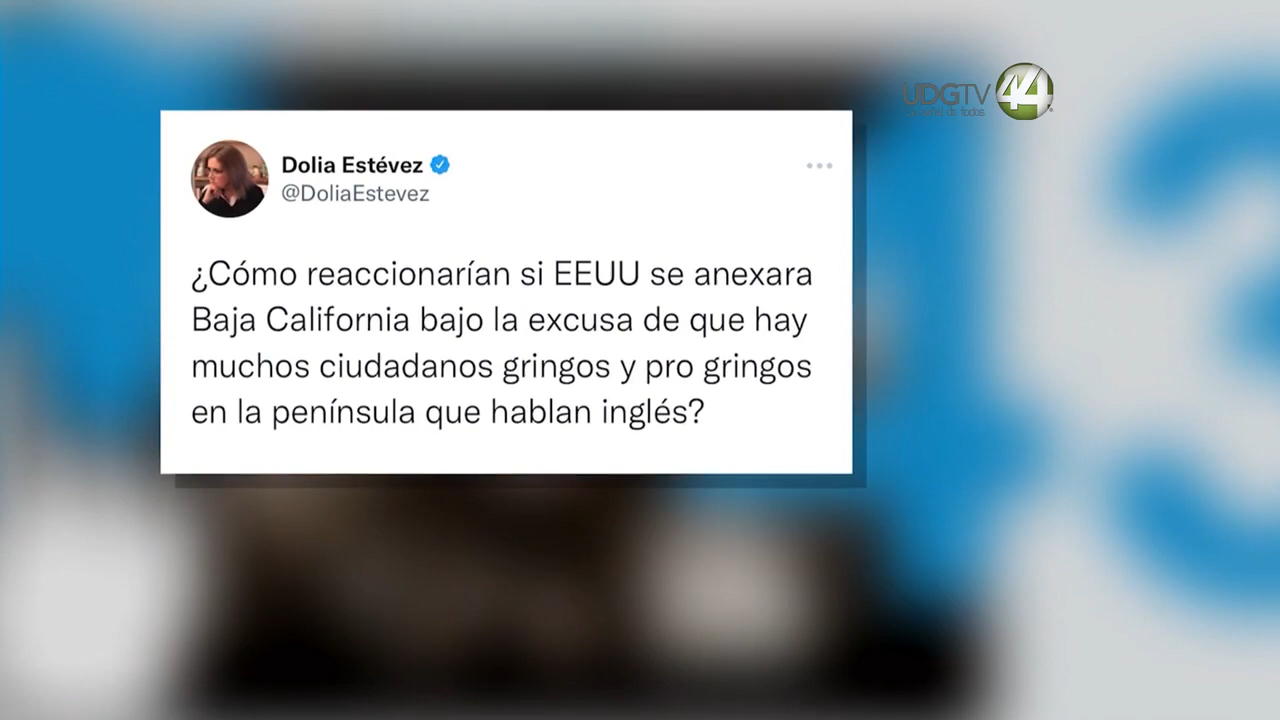 UDGTV 44
Dolia Estévez
@DoliaEstevez
¿Cómo reaccionarían si EEUU se anexara
Baja California bajo la excusa de que hay
muchos ciudadanos gringos y pro gringos
en la península que hablan inglés?
3